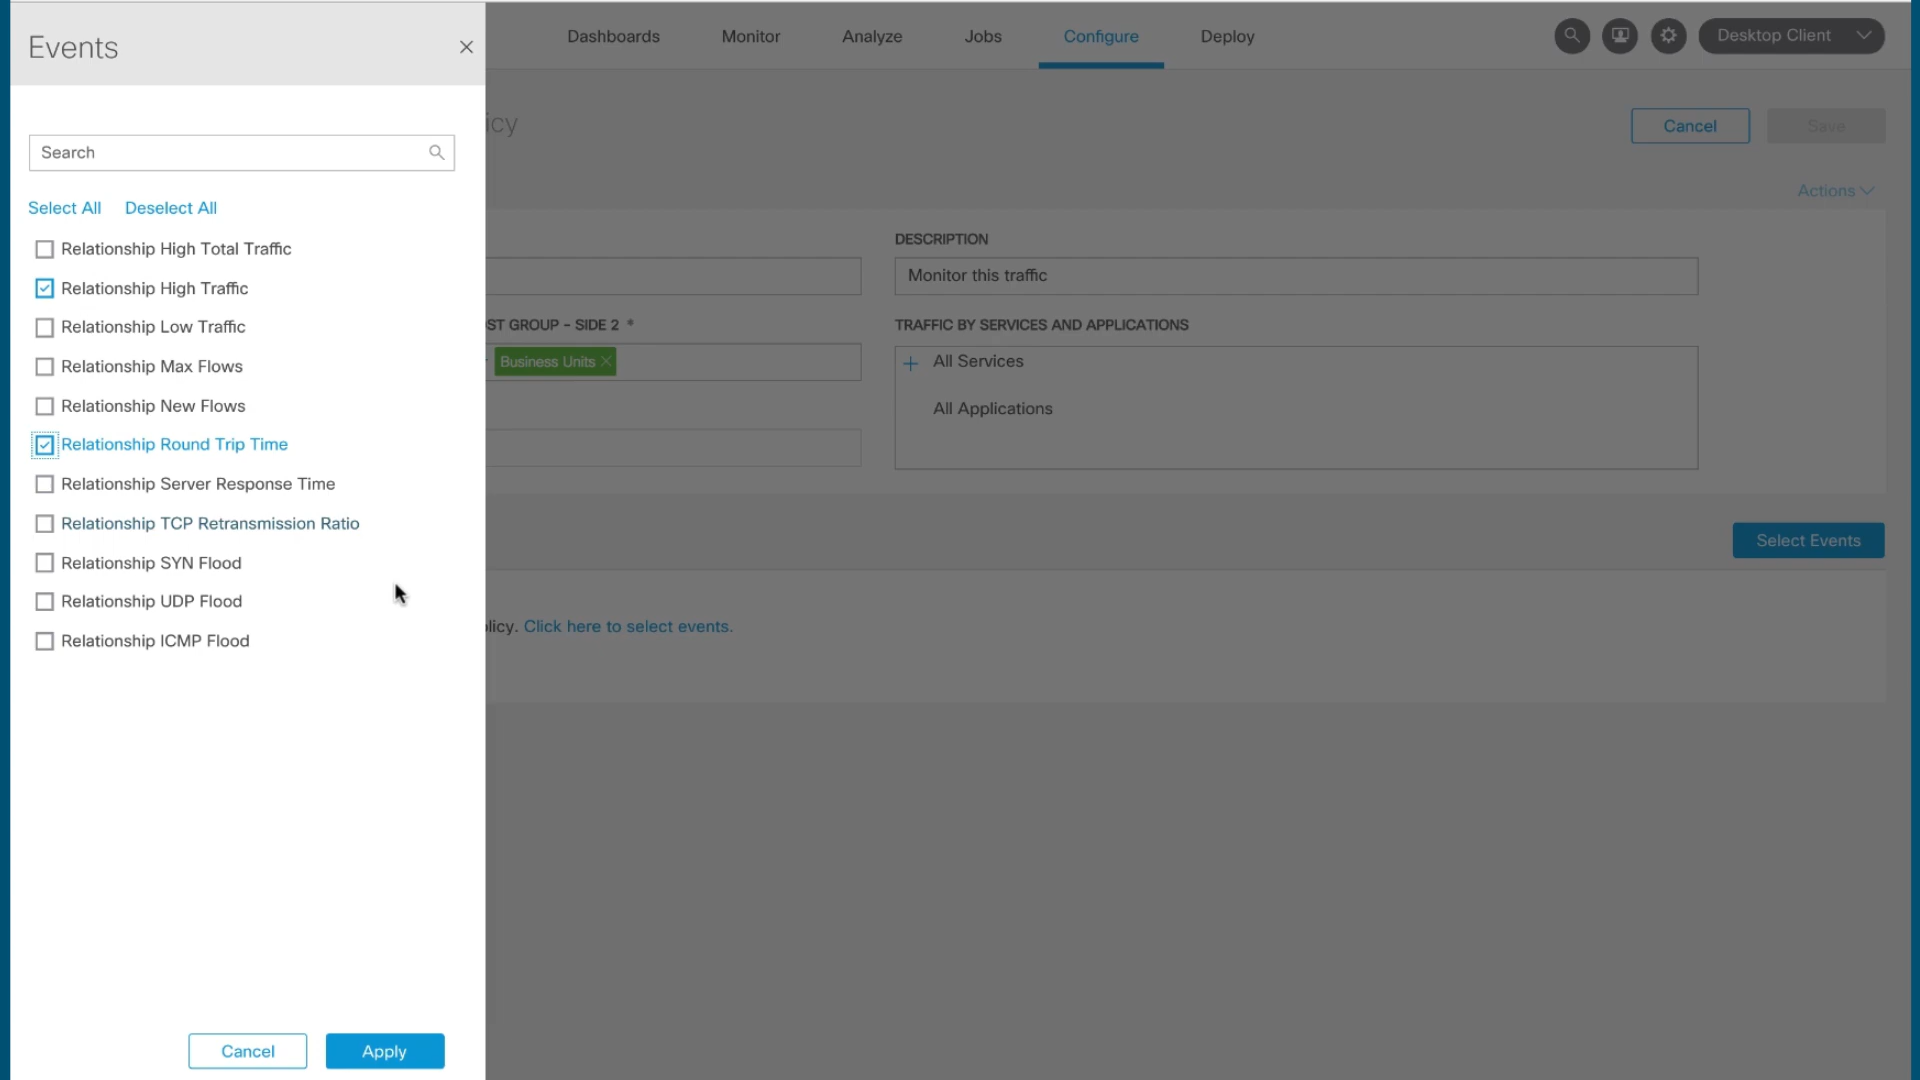 Events
Dashboards Monitor Analyze Jobs Configure Deploy Desktop Client
icy
Cancel Save
Search
Actions
Select All Deselect All
Relationship High Total Traffic
Relationship High Traffic
Relationship Low Traffic
Relationship Max Flows
Relationship New Flows
Relationship Round Trip Time
Relationship Server Response Time
Relationship TCP Retransmission Ratio
Relationship SYN Flood
Relationship UDP Flood
Relationship ICMP Flood
Cancel Apply
DESCRIPTION
Monitor this traffic
ST GROUP - SIDE 2 *
Business Units
TRAFFIC BY SERVICES AND APPLICATIONS
All Services
All Applications
Select Events
licy. Click here to select events.